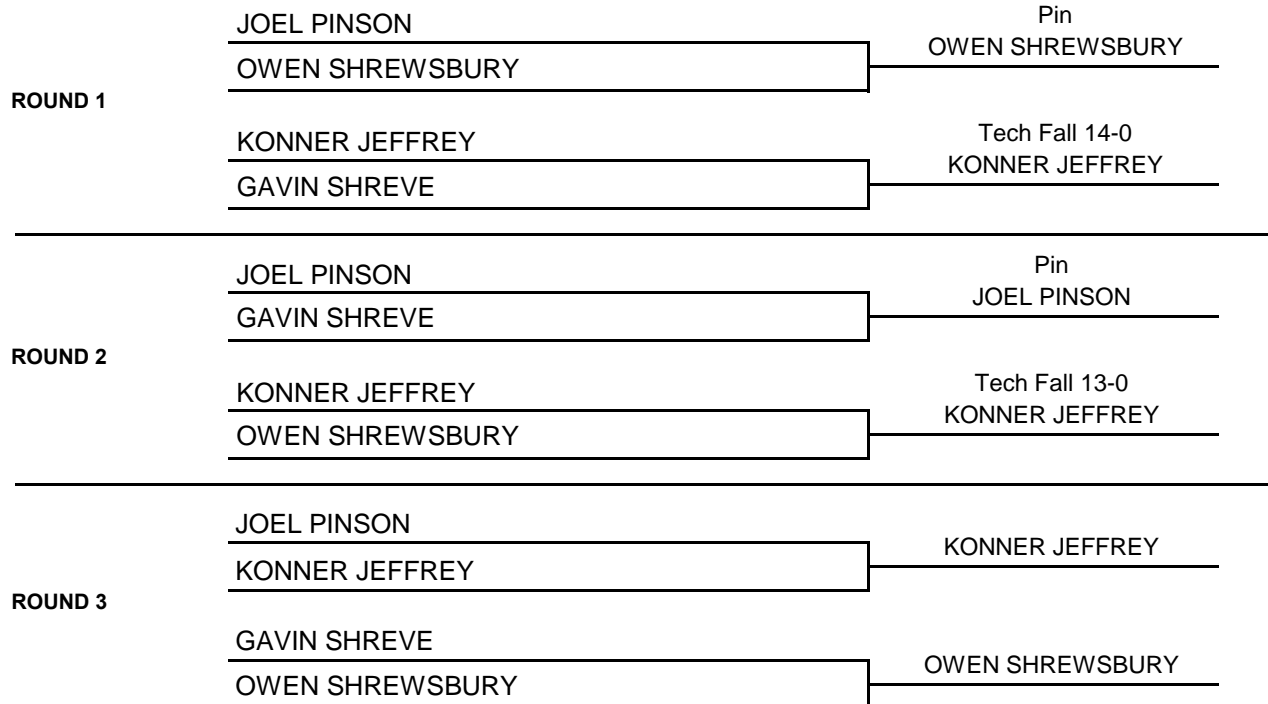 JOEL PINSON
Pin
OWEN SHREWSBURY
OWEN SHREWSBURY
ROUND 1
KONNER JEFFREY
Tech Fall 14-0
KONNER JEFFREY
GAVIN SHREVE
JOEL PINSON
Pin
JOEL PINSON
GAVIN SHREVE
ROUND 2
KONNER JEFFREY
Tech Fall 13-0
KONNER JEFFREY
OWEN SHREWSBURY
JOEL PINSON
KONNER JEFFREY
KONNER JEFFREY
ROUND 3
GAVIN SHREVE
OWEN SHREWSBURY
OWEN SHREWSBURY